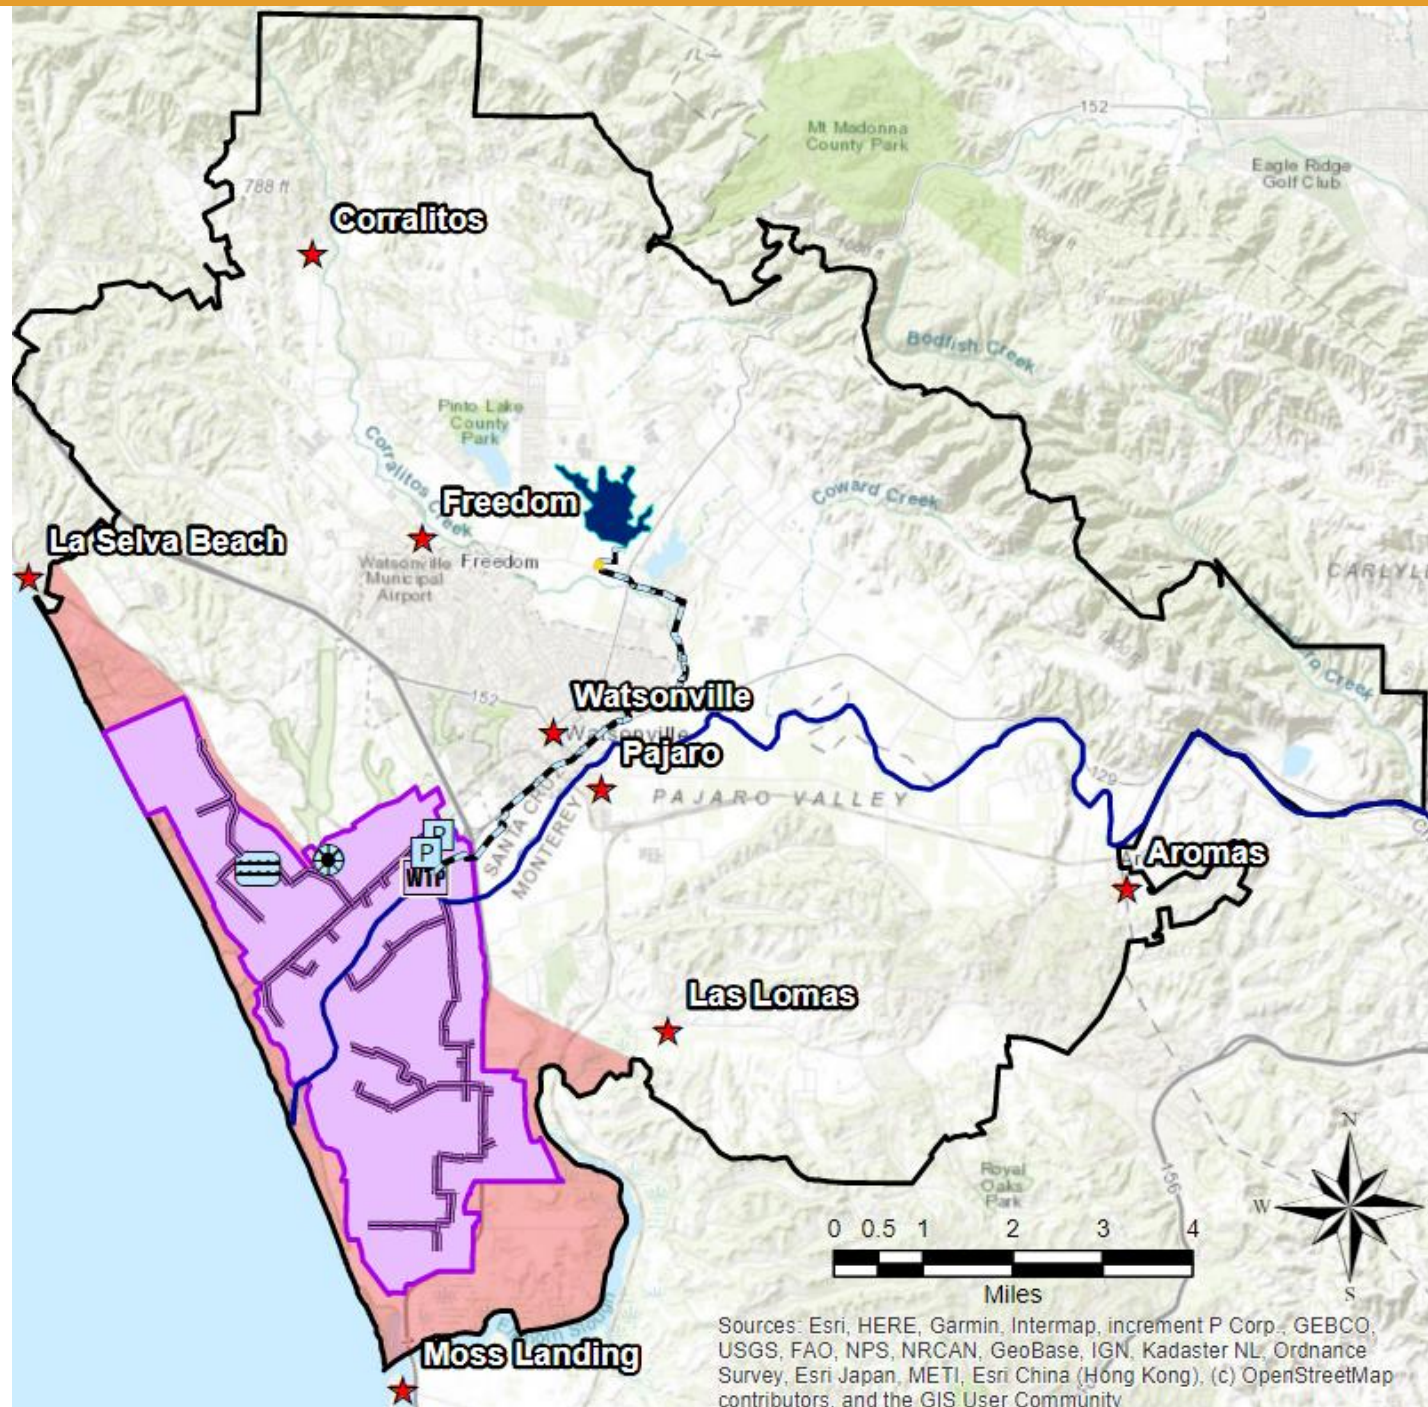 152
Mt Madonna
County Park
Eagle Ridge
Golf Club
788 ft
Corralitos
1000 ft
Bodfish Creek
Pinto Lake
County
Park
Corralitos Creek
Freedom
Coward Creek
La Selva Beach
Watsonville
Municipal
Airport
Freedom
152
Watsonville
Watsonville
Pajaro
129
PAJARO VALLEY
SANTA CRUZ
MONTEREY
P
P
WTP
Aromas
Las Lomas
156
Royal
Oaks
Park
N
W
S
0 0.5 1 2 3 4
Miles
Moss Landing
Sources: Esri, HERE, Garmin, Intermap, increment P Corp., GEBCO,
USGS, FAO, NPS, NRCAN, GeoBase, IGN, Kadaster NL, Ordnance
Survey, Esri Japan, METI, Esri China (Hong Kong), (c) OpenStreetMap
contributors, and the GIS User Community